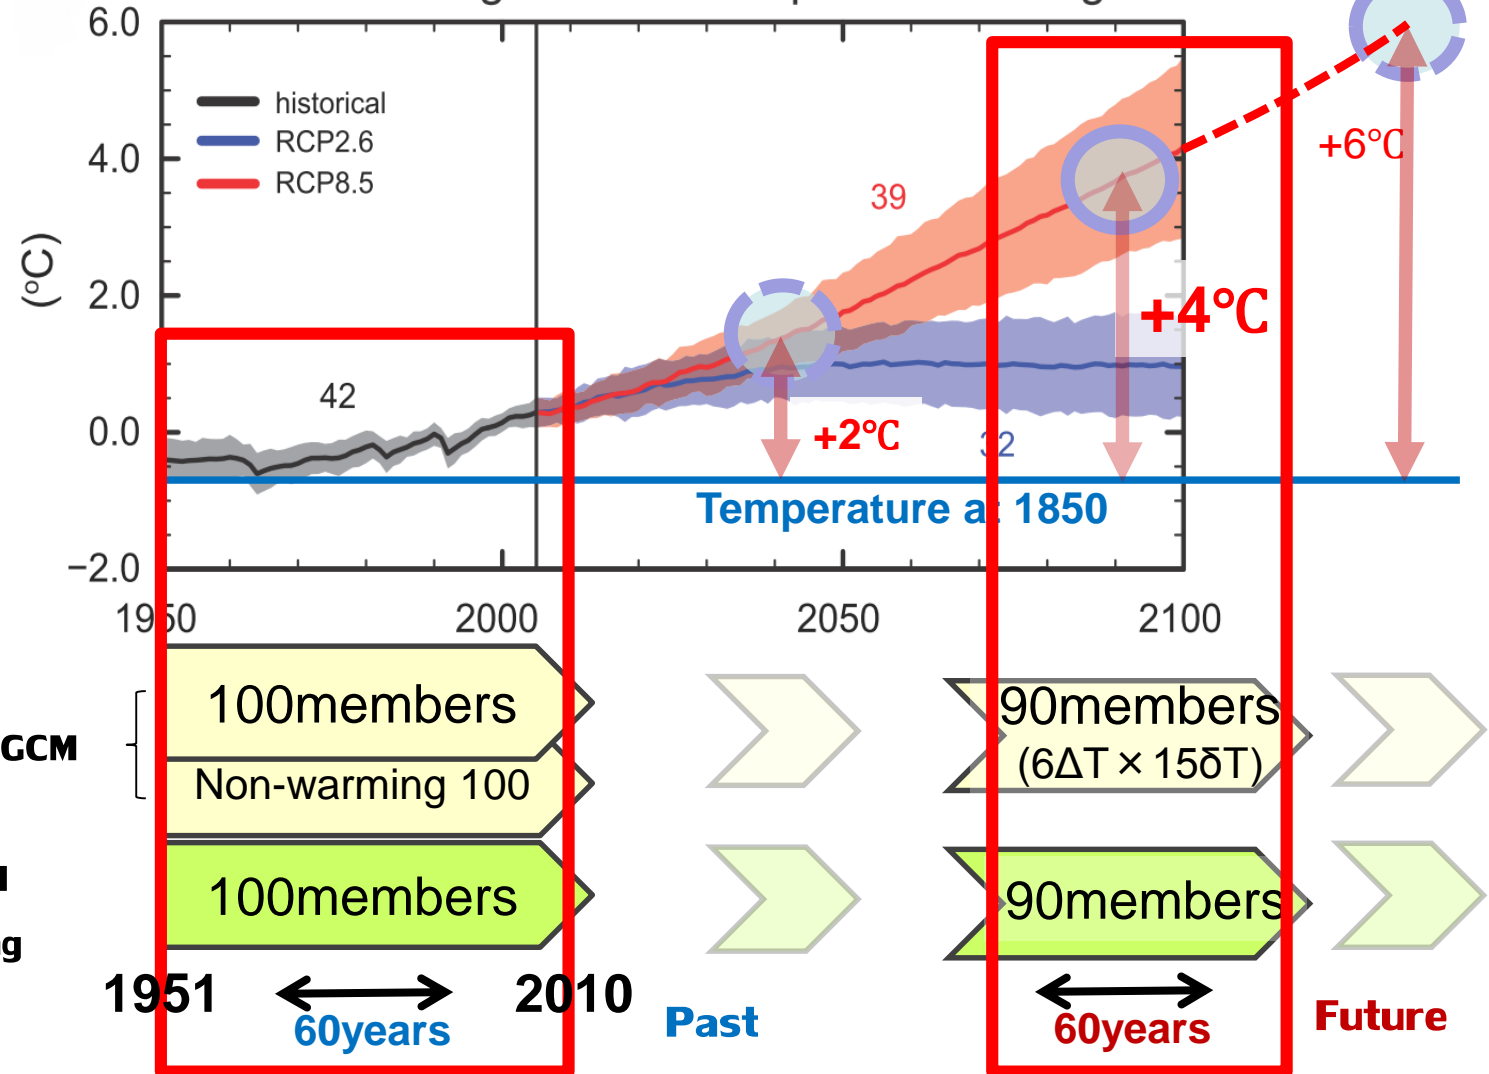 6.0
4.0
2.0
0.0
−2.0
(°C)
historical
RCP2.6
RCP8.5
42
39
32
+2℃
+4℃
+6℃
Temperature at 1850
1950
2000
2050
2100
GCM
100members
Non-warming 100
100members
90members
(6ΔT × 15δT)
90members
1951
2010
60years
Past
60years
Future